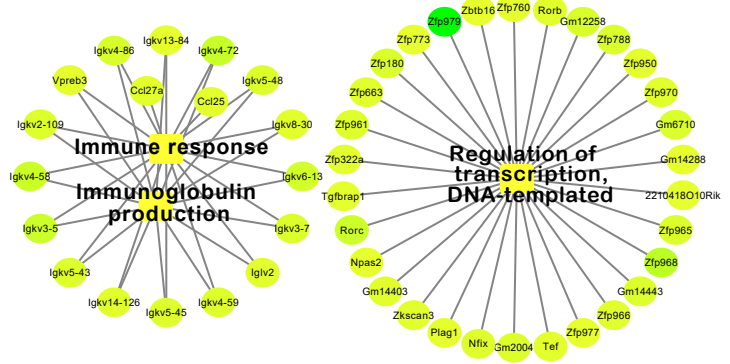 Igkv13-84
Igkv4-86
Igkv4-72
Vpreb3
Ccl27a
Igkv5-48
Ccl25
Igkv2-109
Igkv8-30
Immune response
Igkv4-58
Igkv6-13
Immunoglobulin
production
Igkv3-5
Igkv3-7
Igkv5-43
Iglv2
Igkv14-126
Igkv4-59
Igkv5-45
Zfp760
Zbtb16
Rorb
Zfp979
Gm12258
Zfp773
Zfp788
Zfp180
Zfp950
Zfp663
Zfp970
Zfp961
Gm6710
Zfp322a
Gm14288
Regulation of
transcription,
DNA-templated
Tgfbrap1
2210418O10Rik
Rorc
Zfp965
Npas2
Zfp968
Gm14403
Gm14443
Zkscan3
Zfp966
Plag1
Zfp977
Nfix
Gm2004
Tef